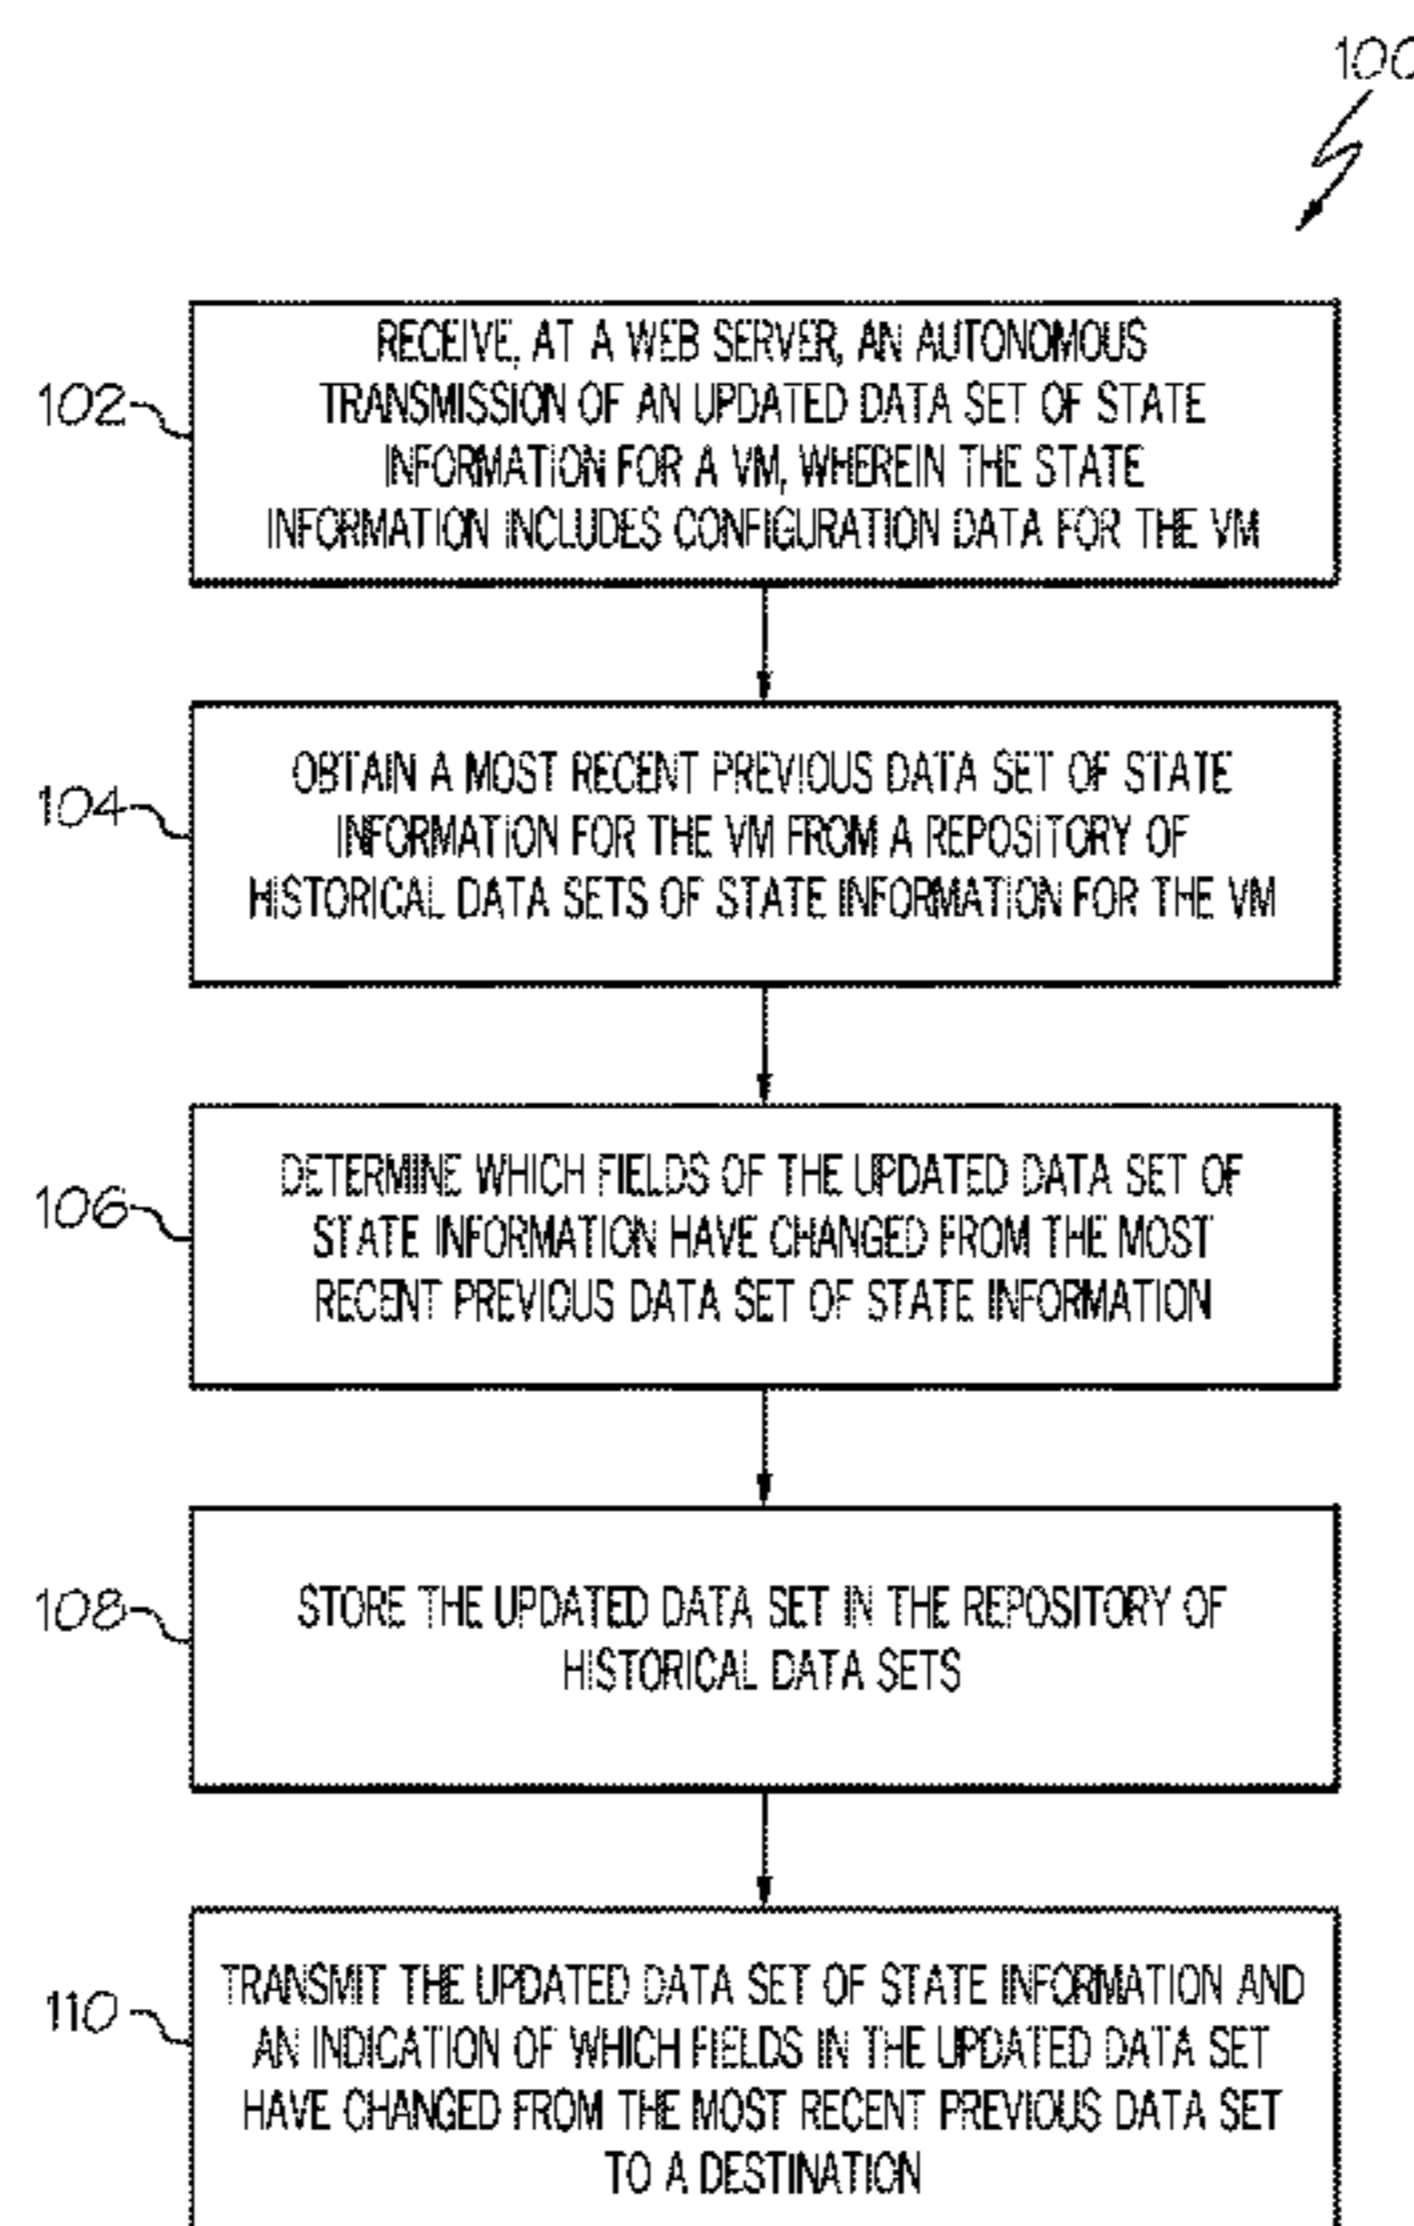 100
102
RECEIVE, AT A WEB SERVER, AN AUTONOMOUS
TRANSMISSION OF AN UPDATED DATA SET OF STATE
INFORMATION FOR A VM, WHEREIN THE STATE
INFORMATION INCLUDES CONFIGURATION DATA FOR THE VM
104
OBTAIN A MOST RECENT PREVIOUS DATA SET OF STATE
INFORMATION FOR THE VM FROM A REPOSITORY OF
HISTORICAL DATA SETS OF STATE INFORMATION FOR THE VM
106
DETERMINE WHICH FIELDS OF THE UPDATED DATA SET OF
STATE INFORMATION HAVE CHANGED FROM THE MOST
RECENT PREVIOUS DATA SET OF STATE INFORMATION
108
STORE THE UPDATED DATA SET IN THE REPOSITORY OF
HISTORICAL DATA SETS
110
TRANSMIT THE UPDATED DATA SET OF STATE INFORMATION AND
AN INDICATION OF WHICH FIELDS IN THE UPDATED DATA SET
HAVE CHANGED FROM THE MOST RECENT PREVIOUS DATA SET
TO A DESTINATION